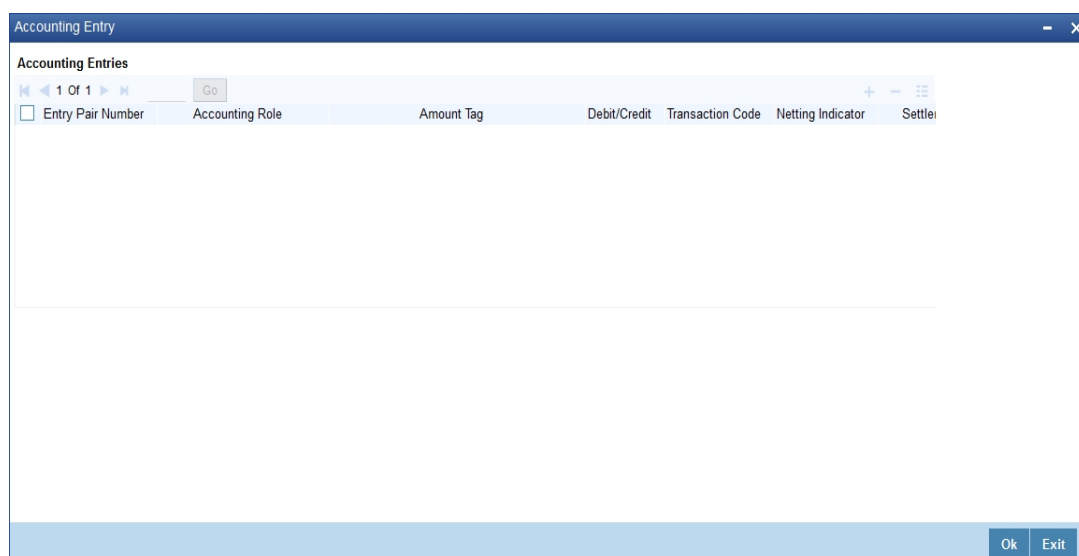 Accounting Entry
Accounting Entries
1 Of 1 Go
Entry Pair Number Accounting Role Amount Tag Debit/Credit Transaction Code Netting Indicator Settler
Ok Exit